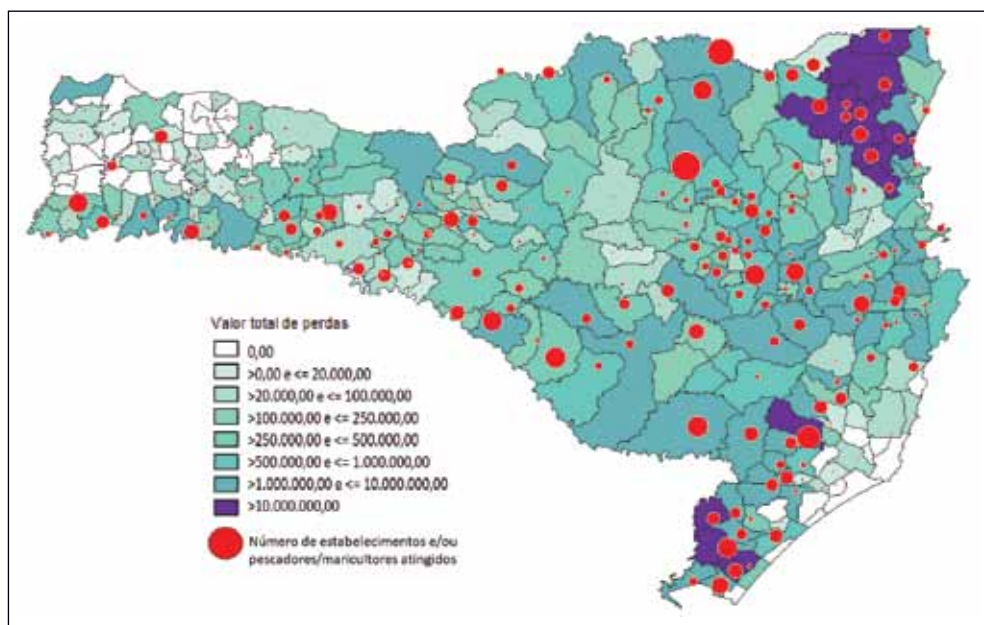 Valor total de perdas
0,00
>0,00 e <= 20.000,00
>20.000,00 e <= 100.000,00
>100.000,00 e <= 250.000,00
>250.000,00 e <= 500.000,00
>500.000,00 e <= 1.000.000,00
>1.000.000,00 e <= 10.000.000,00
>10.000.000,00
Número de estabelecimentos e/ou
pescadores/maricultores atingidos